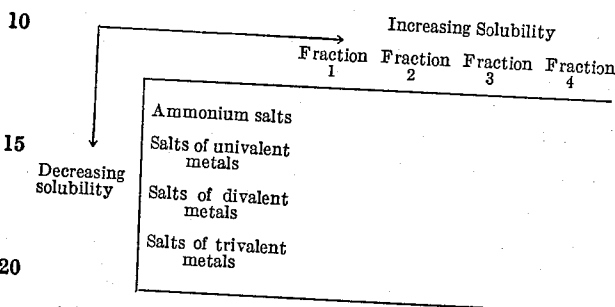 10
Increasing Solubility
Fraction Fraction Fraction Fraction
1 2 3 4
Ammonium salts
15
Salts of univalent
metals
Decreasing
solubility
Salts of divalent
metals
Salts of trivalent
metals
20